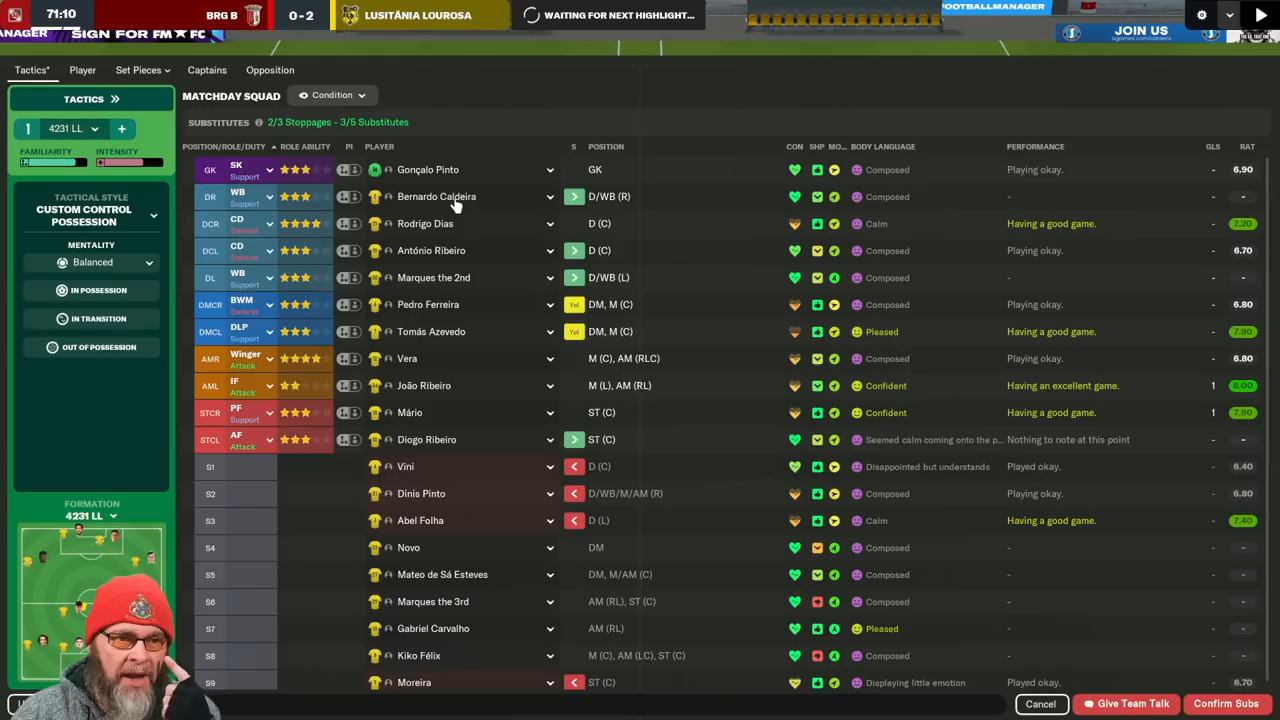 71:10
BRG B
0 - 2
LUSITÂNIA LOUROSA
WAITING FOR NEXT HIGHLIGHT...
FOOTBALLMANAGER
NAGER
SIGN FOR FM★FC
JOIN US
Tactics*
Player
Set Pieces
Captains
Opposition
TACTICS
1
4231 LL
+
FAMILIARITY
INTENSITY
TACTICAL STYLE
CUSTOM CONTROL
POSSESSION
MENTALITY
Balanced
IN POSSESSION
IN TRANSITION
OUT OF POSSESSION
FORMATION
4231 LL
MATCHDAY SQUAD
Condition
SUBSTITUTES 2/3 Stoppages - 3/5 Substitutes
POSITION/ROLE/DUTY ROLE ABILITY PI PLAYER S POSITION CON SHP MO... BODY LANGUAGE PERFORMANCE GLS RAT
GK SK Support Gonçalo Pinto GK Composed Playing okay. - 6.90
DR WB Support Bernardo Caldeira D/WB (R) Composed - - -
DCR CD Defend Rodrigo Dias D (C) Calm Having a good game. - 7.20
DCL CD Defend António Ribeiro D (C) Composed Playing okay. - 6.70
DL WB Support Marques the 2nd D/WB (L) Composed - - -
DMCR BWM Defend Pedro Ferreira Yel DM, M (C) Composed Playing okay. - 6.80
DMCL DLP Support Tomás Azevedo Yel DM, M (C) Pleased Having a good game. - 7.90
AMR Winger Attack Vera M (C), AM (RLC) Composed Playing okay. - 6.80
AML IF Attack João Ribeiro M (L), AM (RL) Confident Having an excellent game. 1 8.00
STCR PF Support Mário ST (C) Confident Having a good game. 1 7.90
STCL AF Attack Diogo Ribeiro ST (C) Seemed calm coming onto the p... Nothing to note at this point - -
S1 Vini D (C) Disappointed but understands Played okay. - 6.40
S2 Dinis Pinto D/WB/M/AM (R) Composed Playing okay. - 6.80
S3 Abel Folha D (L) Calm Having a good game. - 7.40
S4 Novo DM Composed - - -
S5 Mateo de Sá Esteves DM, M/AM (C) Composed - - -
S6 Marques the 3rd AM (RL), ST (C) Composed - - -
S7 Gabriel Carvalho AM (RL) Pleased - - -
S8 Kiko Félix M (C), AM (LC), ST (C) Composed - - -
S9 Moreira ST (C) Displaying little emotion Played okay. - 6.70
Cancel
Give Team Talk
Confirm Subs